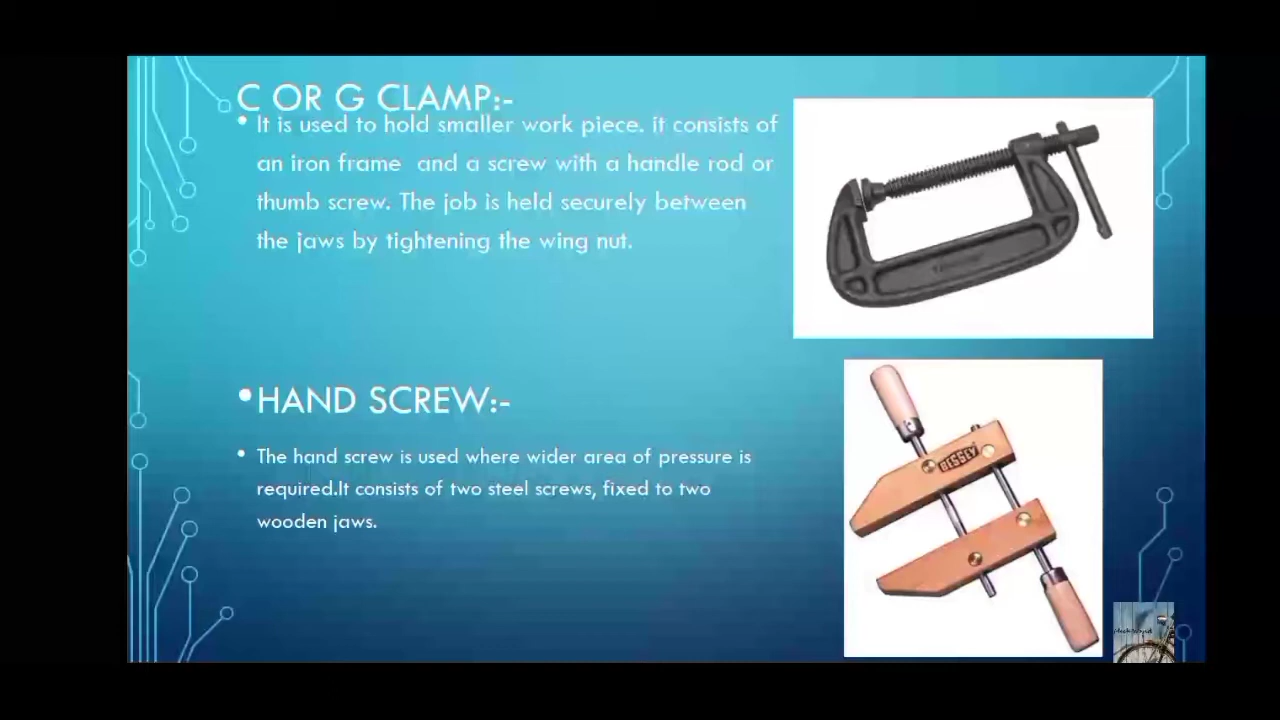 C OR G CLAMP:-
• It is used to hold smaller work piece. it consists of
an iron frame and a screw with a handle rod or
thumb screw. The job is held securely between
the jaws by tightening the wing nut.
•HAND SCREW:-
• The hand screw is used where wider area of pressure is
required.It consists of two steel screws, fixed to two
wooden jaws.
BESSEY